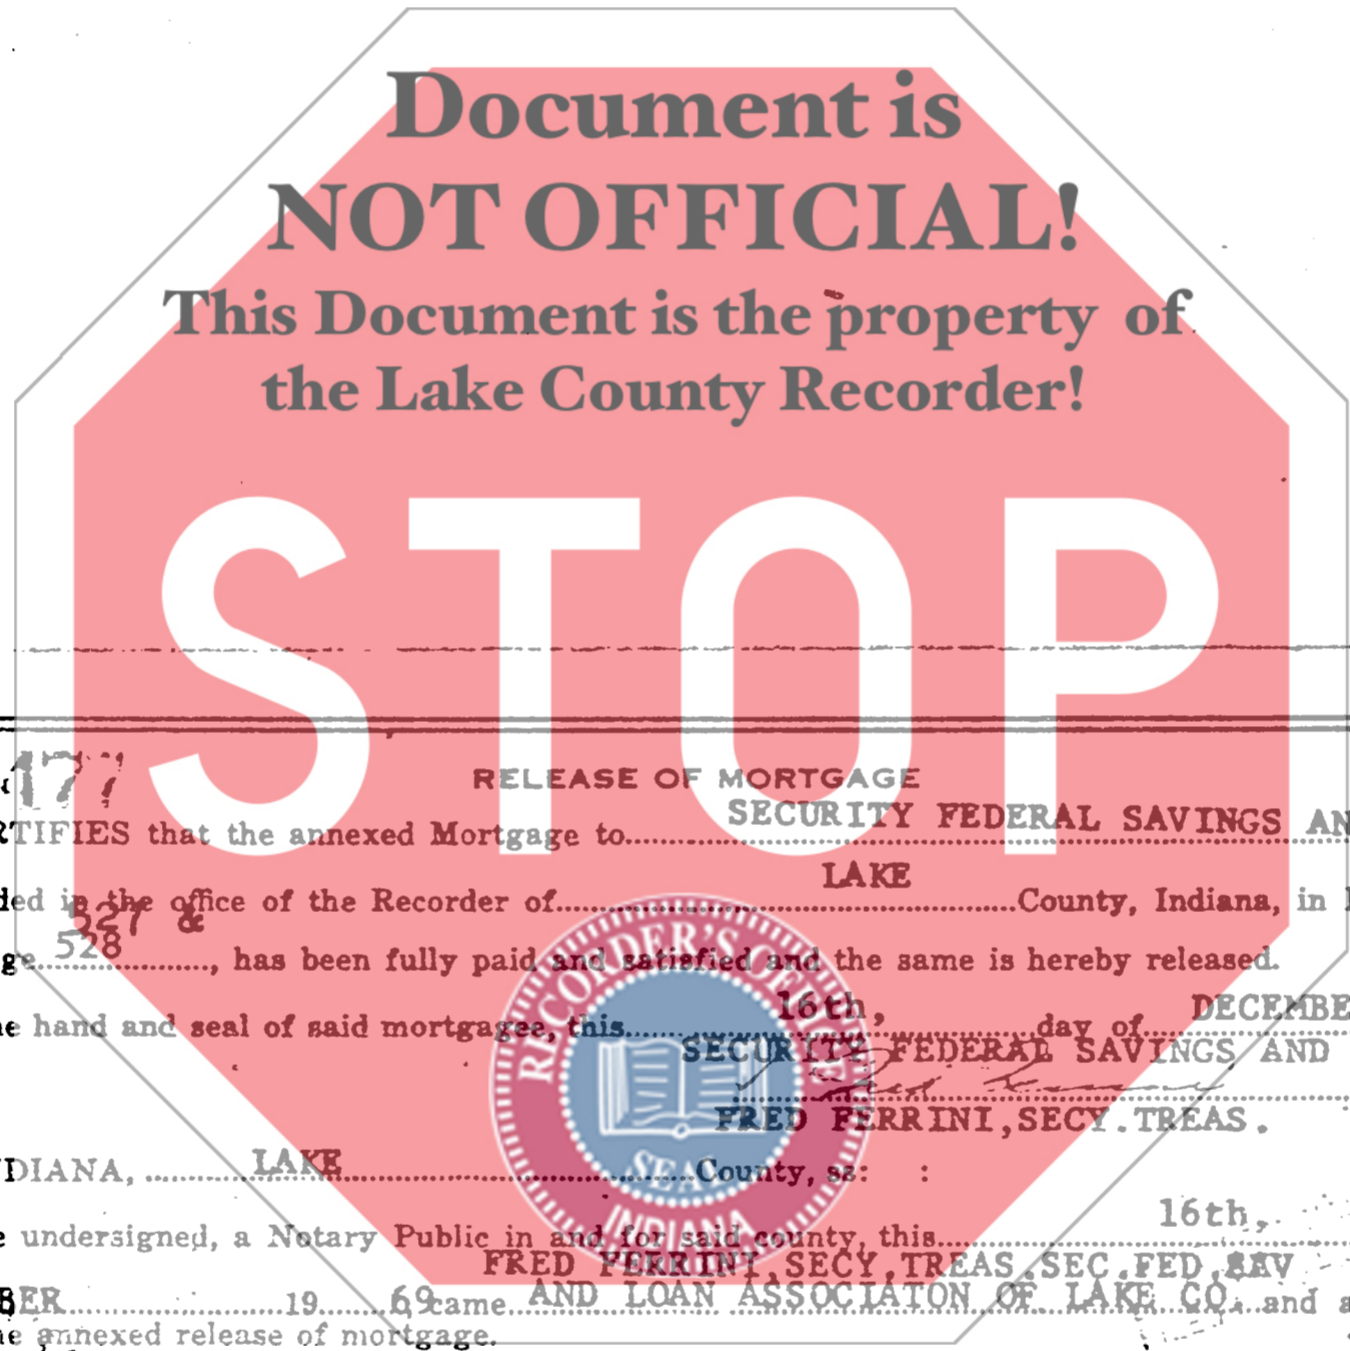 Document is
NOT OFFICIAL!
This Document is the property of
the Lake County Recorder!
STOP
177
RELEASE OF MORTGAGE
SECURITY FEDERAL SAVINGS AN
RTIFIES that the annexed Mortgage to
LAKE
ded in the office of the Recorder of County, Indiana, in
527 &
528
ge , has been fully paid and satisfied and the same is hereby released.
16th, DECEMBE
e hand and seal of said mortgagee, this day of
SECURITY FEDERAL SAVINGS AND
FRED FERRINI,SECY.TREAS.
DIANA, LAKE County, ss: :
16th,
e undersigned, a Notary Public in and for said county, this
FRED FERRINI,SECY.TREAS.SEC.FED.SAV
BER 19 69 came AND LOAN ASSOCIATON OF LAKE CO. and a
e annexed release of mortgage.
RECORDER'S OFFICE
SEAL
INDIANA